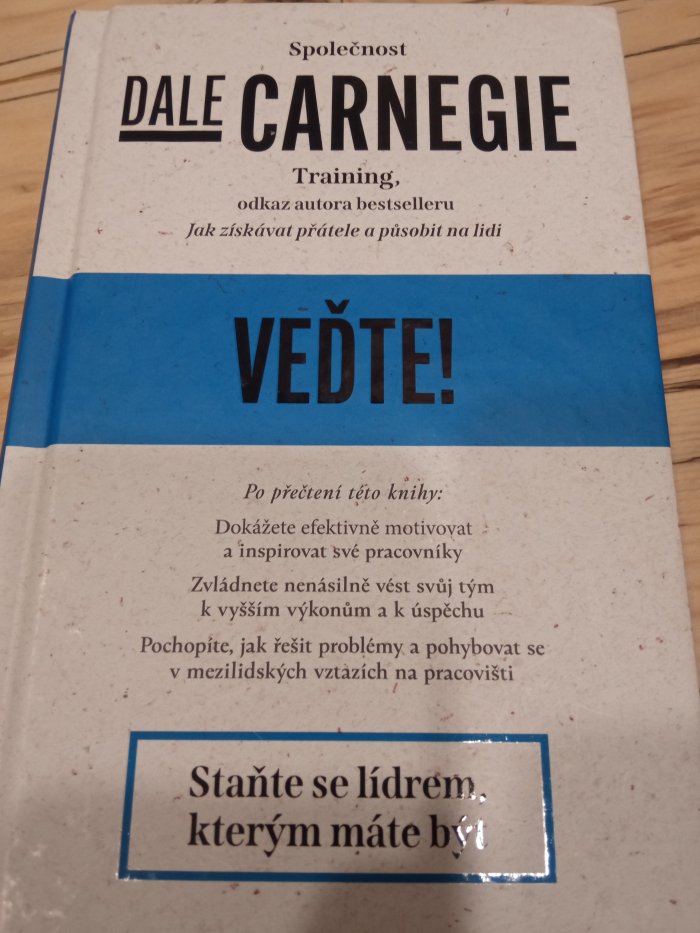 Společnost
DALE CARNEGIE
Training,
odkaz autora bestselleru
Jak získávat přátele a působit na lidi
VEĎTE!
Po přečtení této knihy:
Dokážete efektivně motivovat
a inspirovat své pracovníky
Zvládnete nenásilně vést svůj tým
k vyšším výkonům a k úspěchu
Pochopíte, jak řešit problémy a pohybovat se
v mezilidských vztazích na pracovišti
Staňte se lídrem,
kterým máte být